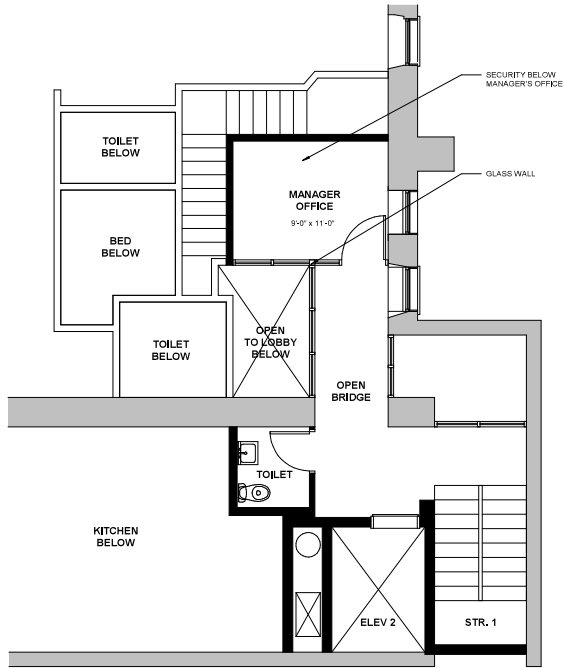 SECURITY BELOW
MANAGER'S OFFICE
TOILET
BELOW
GLASS WALL
MANAGER
OFFICE
9'-0" x 11'-0"
BED
BELOW
OPEN
TO LOBBY
BELOW
TOILET
BELOW
OPEN
BRIDGE
TOILET
KITCHEN
BELOW
ELEV 2
STR. 1